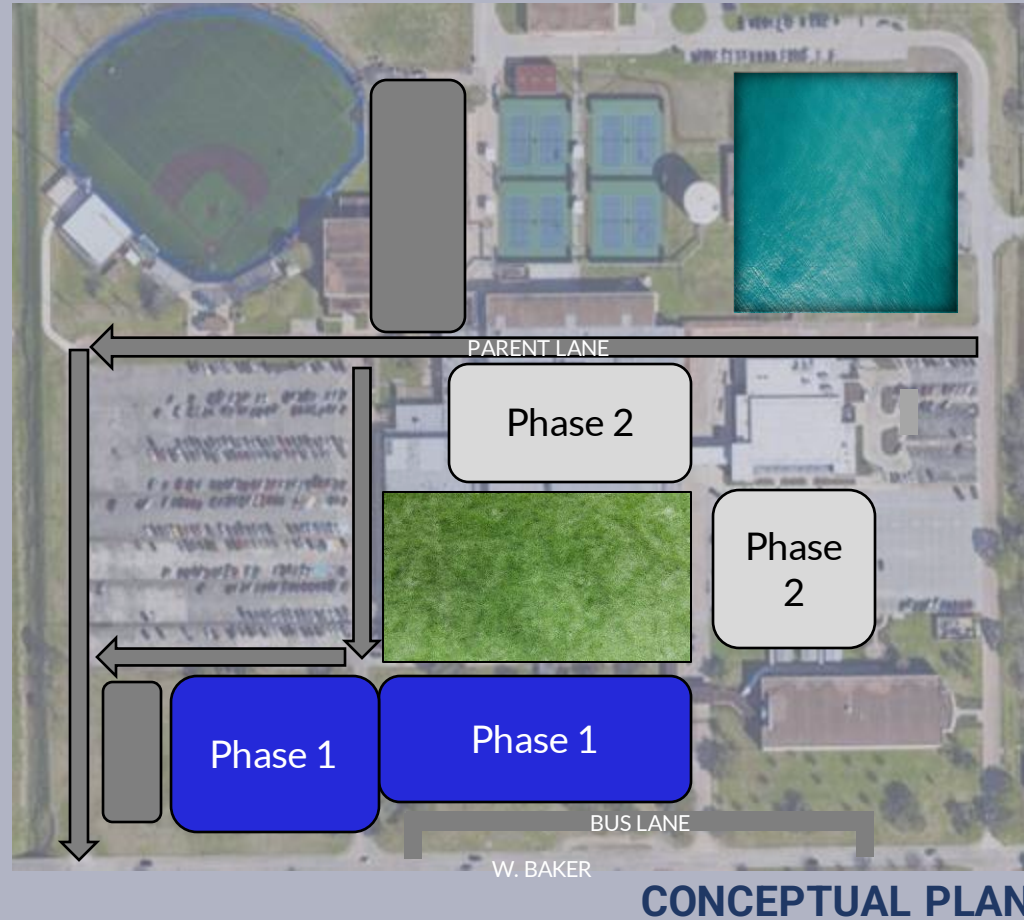 PARENT LANE
Phase 2
Phase
2
Phase 1
Phase 1
BUS LANE
W. BAKER
CONCEPTUAL PLAN